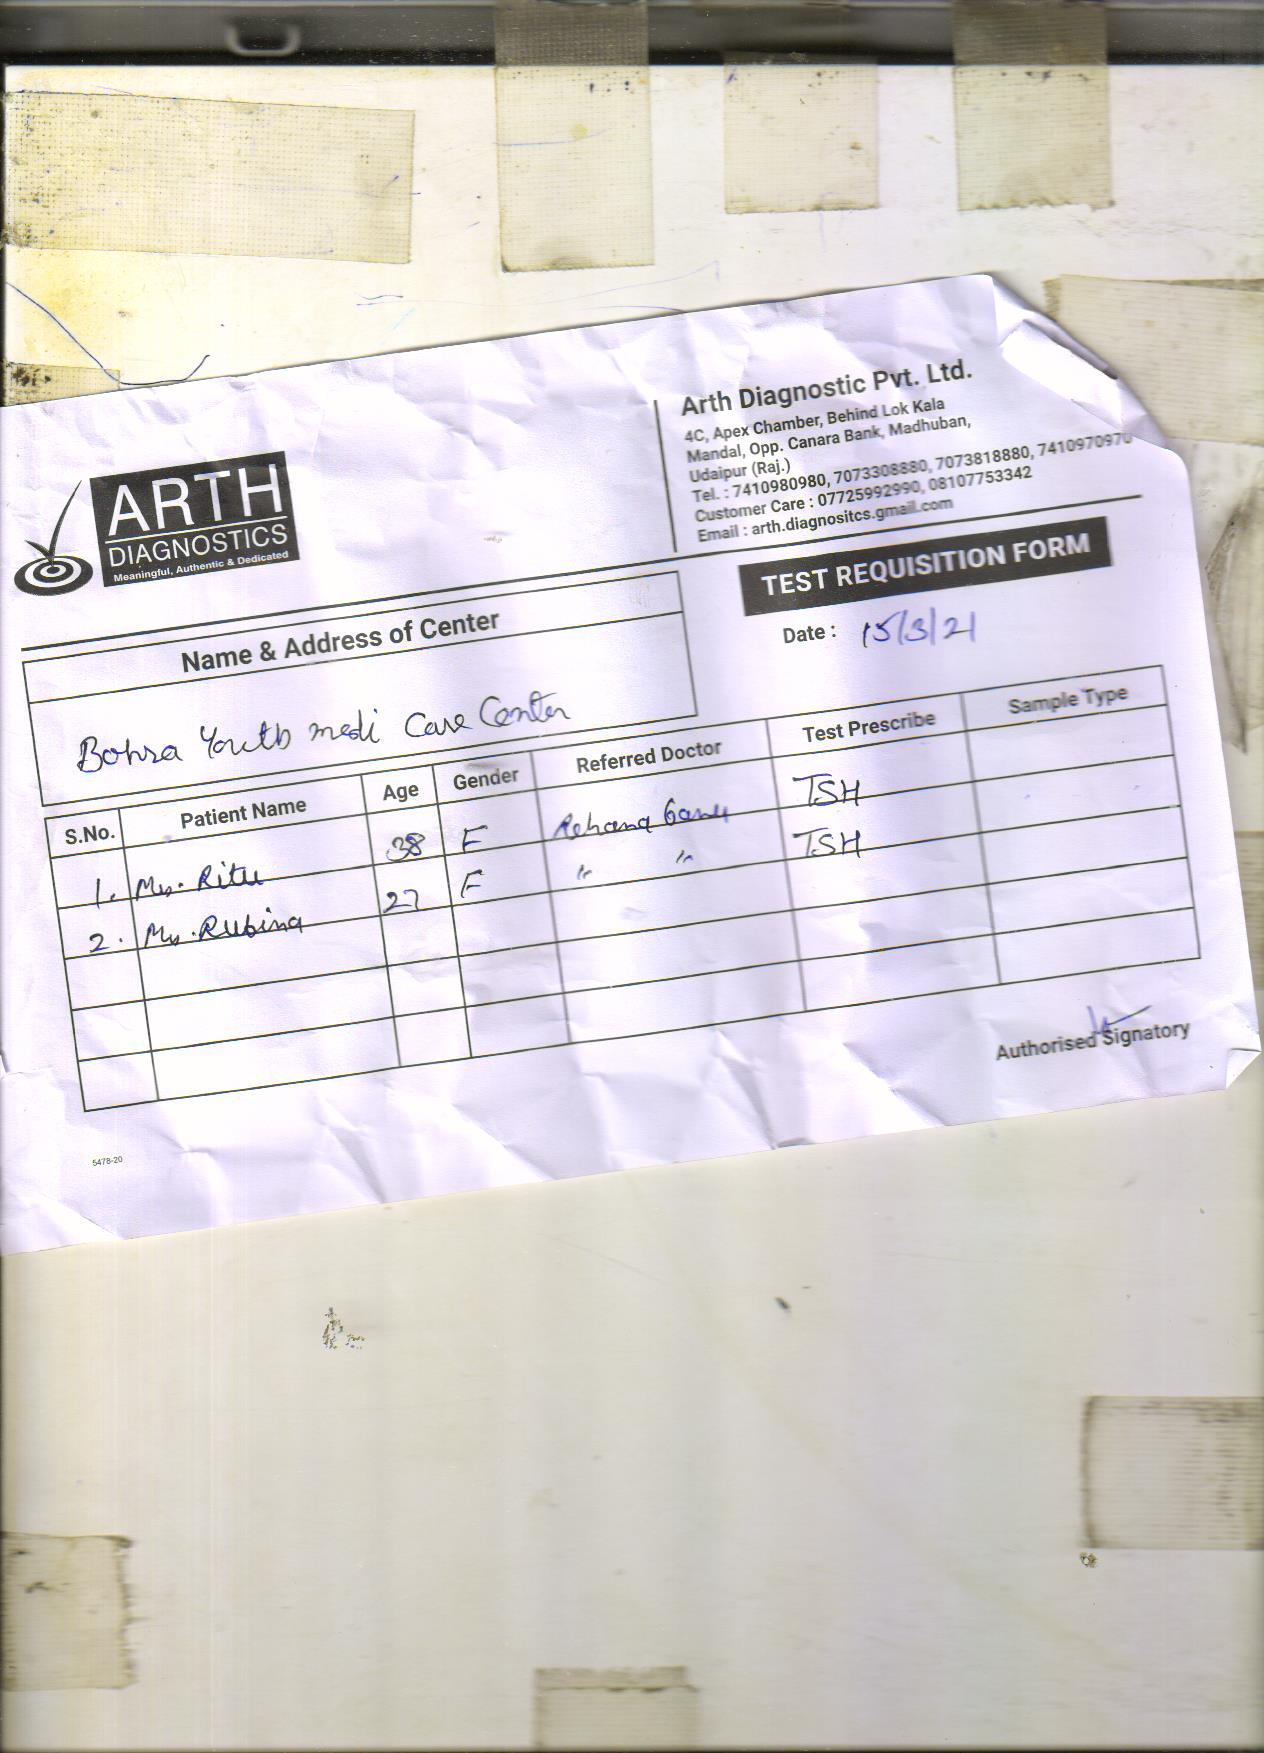 ARTH
DIAGNOSTICS
Meaningful, Authentic & Dedicated
Arth Diagnostic Pvt. Ltd.
4C, Apex Chamber, Behind Lok Kala
Mandal, Opp. Canara Bank, Madhuban,
Udaipur (Raj.)
Tel. : 7410980980, 7073308880, 7073818880, 7410970970
Customer Care : 07725992990, 08107753342
Email : arth.diagnositcs.gmail.com
TEST REQUISITION FORM
Date : 15/3/21
Name & Address of Center
Bohra Youth medi Care Center
S.No. Patient Name Age Gender Referred Doctor Test Prescribe Sample Type
1. Ms. Ritu 38 F Rehana TSH
2. Ms. Rubina 27 F " " TSH
Authorised Signatory
5478-20